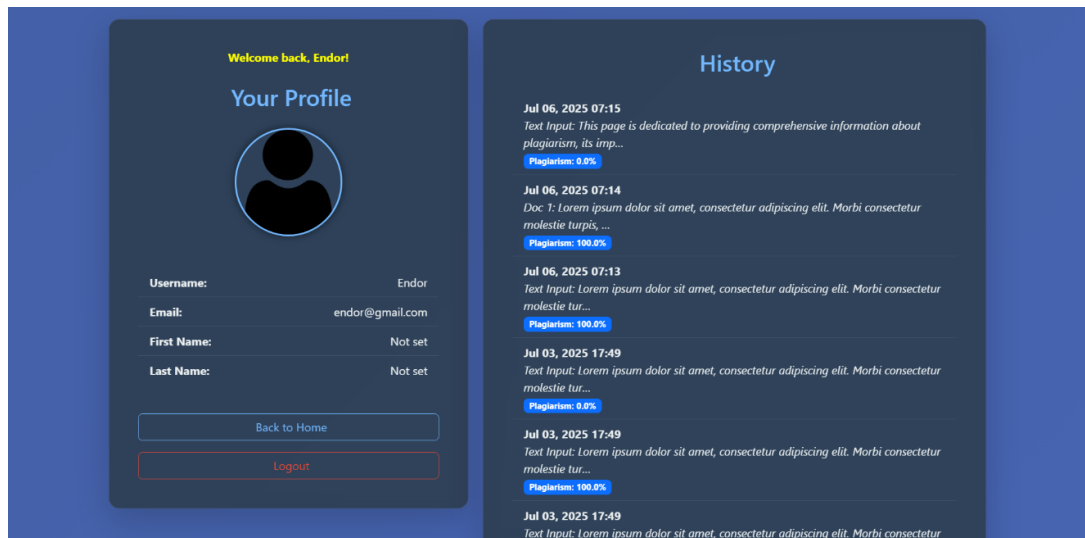 Welcome back, Endor!
Your Profile
Username: Endor
Email: endor@gmail.com
First Name: Not set
Last Name: Not set
Back to Home
Logout
History
Jul 06, 2025 07:15
Text Input: This page is dedicated to providing comprehensive information about
plagiarism, its imp...
Plagiarism: 0.0%
Jul 06, 2025 07:14
Doc 1: Lorem ipsum dolor sit amet, consectetur adipiscing elit. Morbi consectetur
molestie turpis, ...
Plagiarism: 100.0%
Jul 06, 2025 07:13
Text Input: Lorem ipsum dolor sit amet, consectetur adipiscing elit. Morbi consectetur
molestie tur...
Plagiarism: 100.0%
Jul 03, 2025 17:49
Text Input: Lorem ipsum dolor sit amet, consectetur adipiscing elit. Morbi consectetur
molestie tur...
Plagiarism: 0.0%
Jul 03, 2025 17:49
Text Input: Lorem ipsum dolor sit amet, consectetur adipiscing elit. Morbi consectetur
molestie tur...
Plagiarism: 100.0%
Jul 03, 2025 17:49
Text Input: Lorem ipsum dolor sit amet, consectetur adipiscing elit. Morbi consectetur